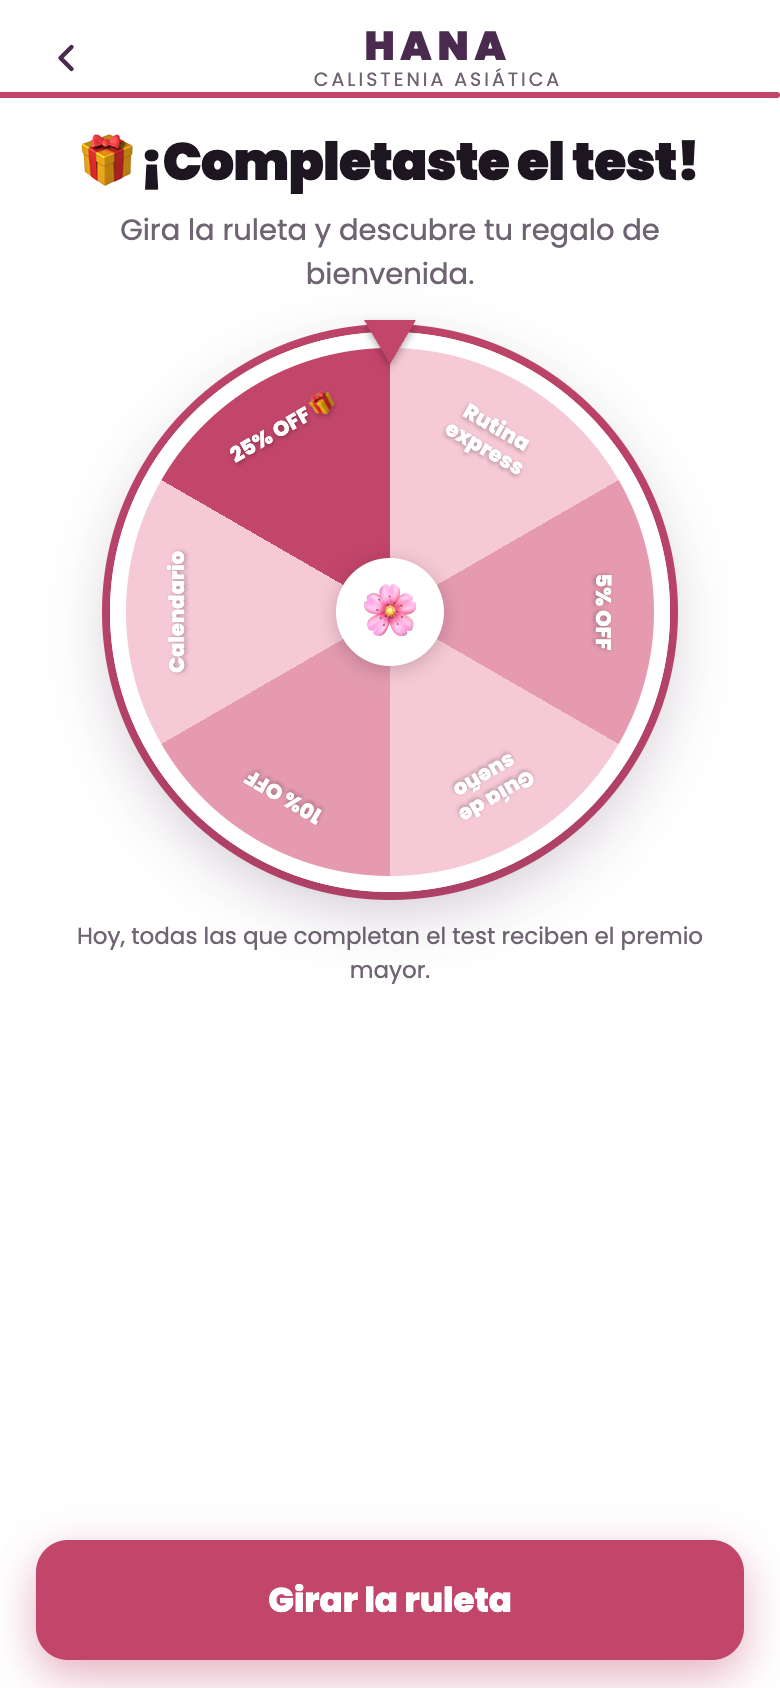 HANA
CALISTENIA ASIÁTICA
¡Completaste el test!
Gira la ruleta y descubre tu regalo de
bienvenida.
25% OFF
Rutina
express
5% OFF
Guía de
sueño
10% OFF
Calendario
Hoy, todas las que completan el test reciben el premio
mayor.
Girar la ruleta